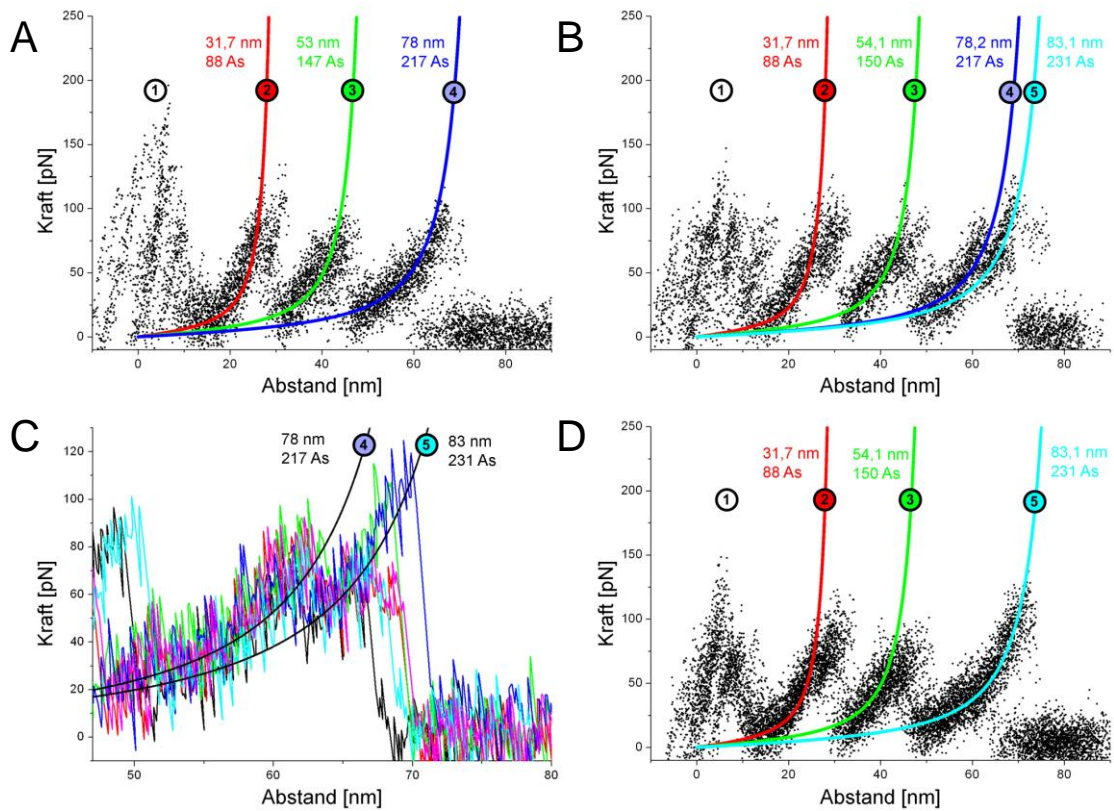 A
31,7 nm
88 As
53 nm
147 As
78 nm
217 As
1
2
3
4
250
200
150
100
50
0
Kraft [pN]
0
20
40
60
80
Abstand [nm]
B
31,7 nm
88 As
54,1 nm
150 As
78,2 nm
217 As
83,1 nm
231 As
1
2
3
4
5
250
200
150
100
50
0
Kraft [pN]
0
20
40
60
80
Abstand [nm]
C
78 nm
217 As
4
5
83 nm
231 As
120
100
80
60
40
20
0
Kraft [pN]
50
60
70
80
Abstand [nm]
D
31,7 nm
88 As
54,1 nm
150 As
83,1 nm
231 As
1
2
3
5
250
200
150
100
50
0
Kraft [pN]
0
20
40
60
80
Abstand [nm]